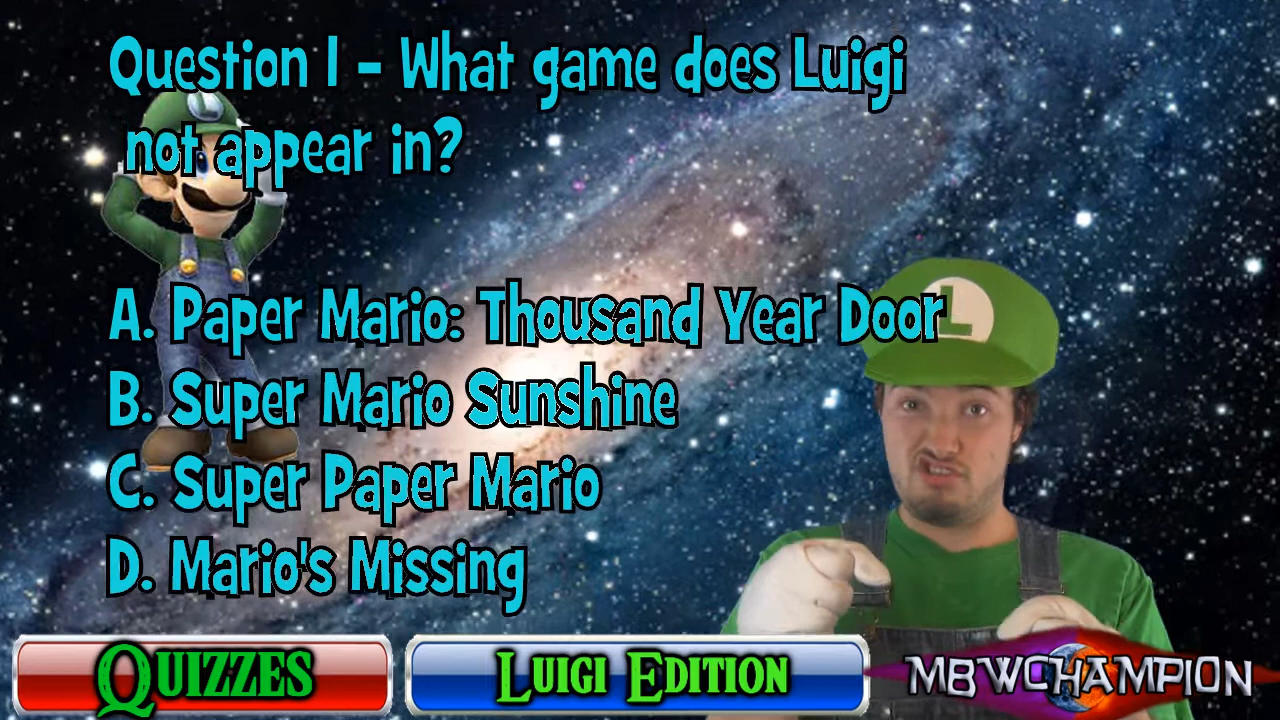 Question 1 - What game does Luigi
not appear in?
A. Paper Mario: Thousand Year Door
B. Super Mario Sunshine
C. Super Paper Mario
D. Mario's Missing
L
L
Quizzes
Luigi Edition
MBWCHAMPION